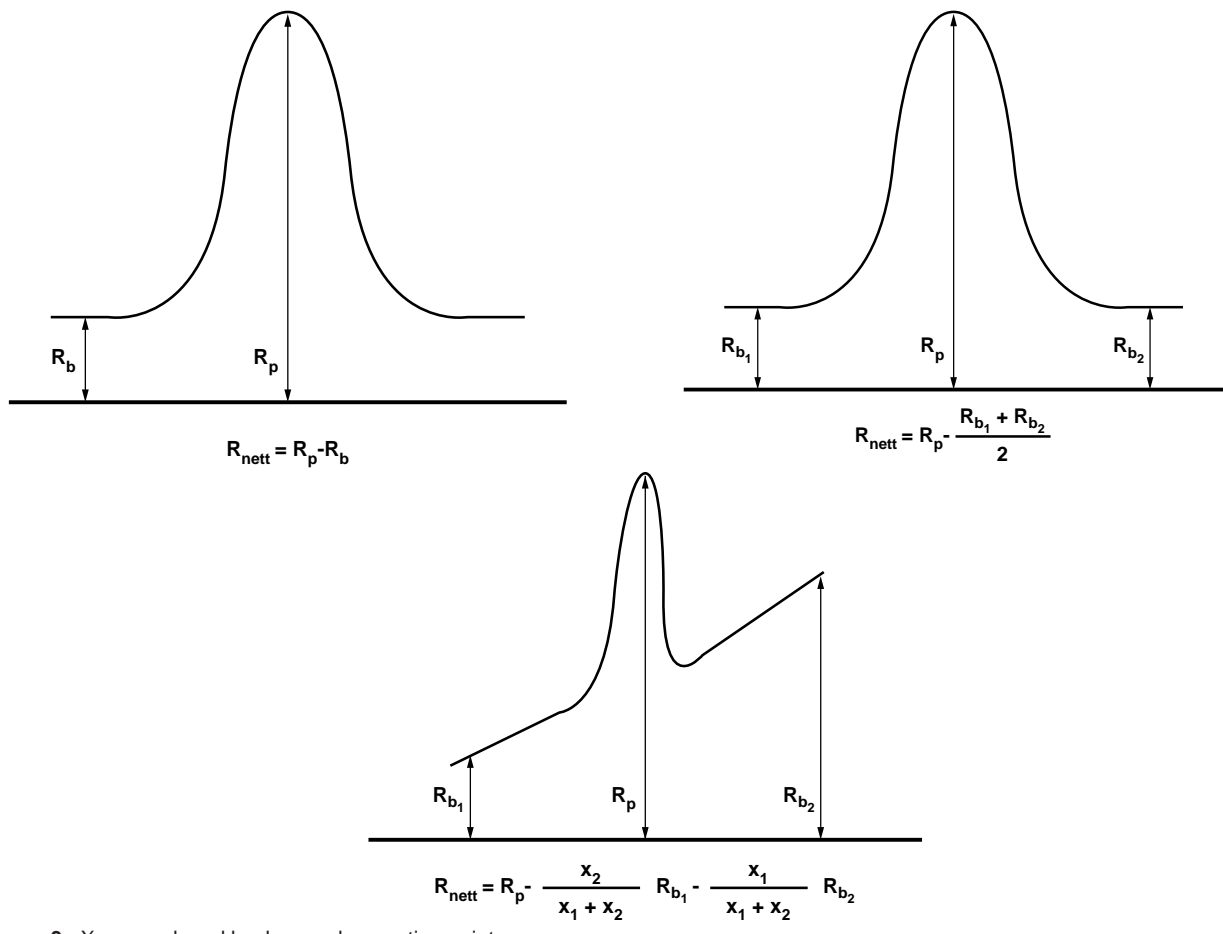 R_b
R_p
R_nett = R_p-R_b
R_b1
R_p
R_b2
R_nett = R_p- (R_b1 + R_b2) / 2
R_b1
R_p
R_b2
R_nett = R_p- x_2 / (x_1 + x_2) R_b1 - x_1 / (x_1 + x_2) R_b2